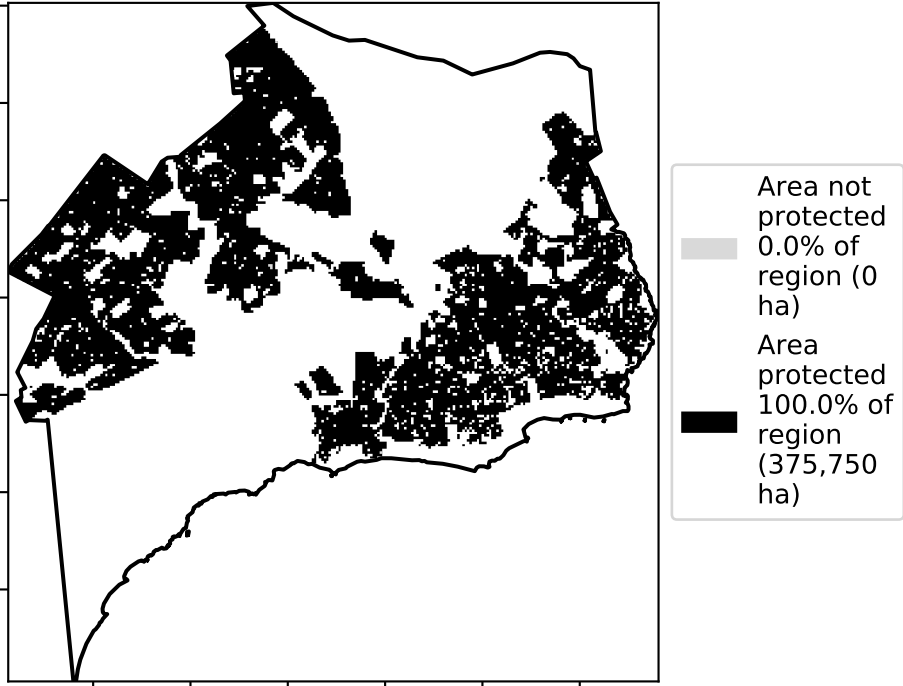 Area not
protected
0.0% of
region (0
ha)
Area
protected
100.0% of
region
(375,750
ha)